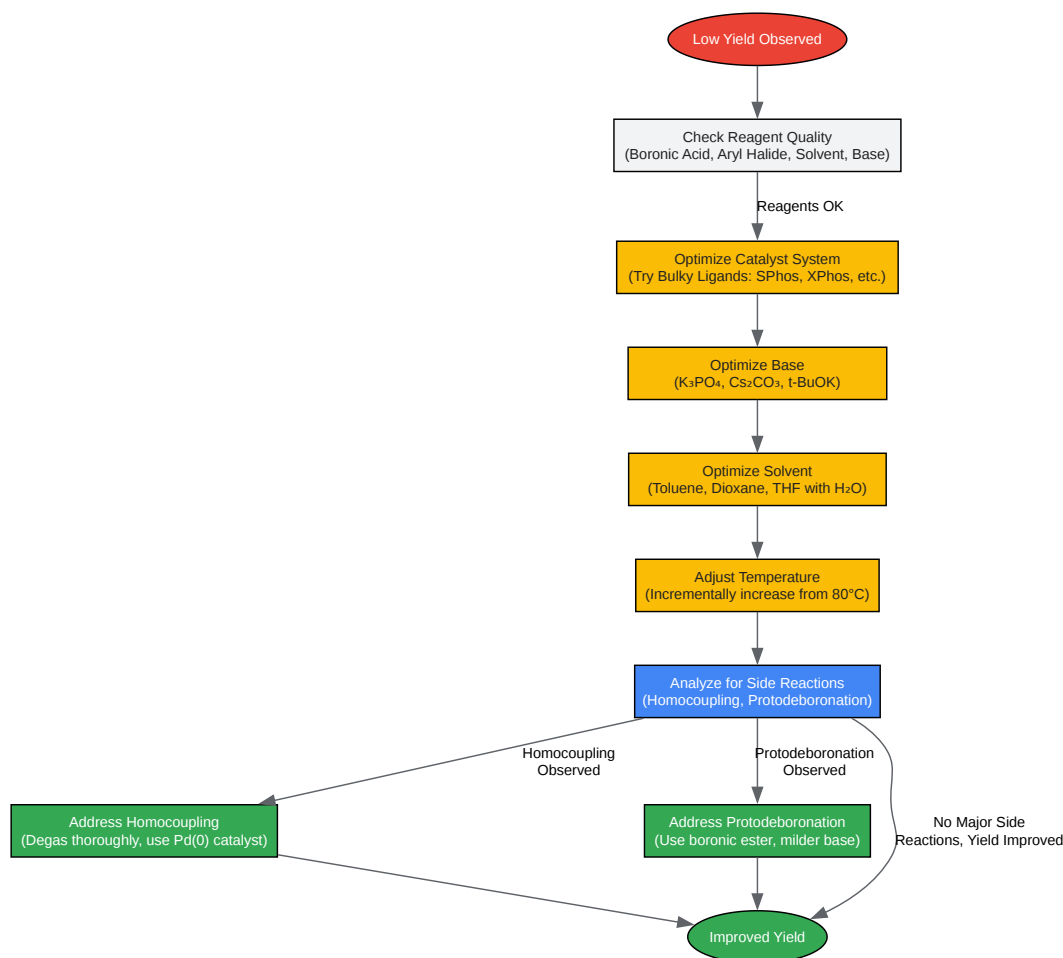 Low Yield Observed
Check Reagent Quality
(Boronic Acid, Aryl Halide, Solvent, Base)
Reagents OK
Optimize Catalyst System
(Try Bulky Ligands: SPhos, XPhos, etc.)
Optimize Base
(K₃PO₄, Cs₂CO₃, t-BuOK)
Optimize Solvent
(Toluene, Dioxane, THF with H₂O)
Adjust Temperature
(Incrementally increase from 80°C)
Analyze for Side Reactions
(Homocoupling, Protodeboronation)
Homocoupling
Observed
Protodeboronation
Observed
Address Homocoupling
(Degas thoroughly, use Pd(0) catalyst)
Address Protodeboronation
(Use boronic ester, milder base)
No Major Side
Reactions, Yield Improved
Improved Yield